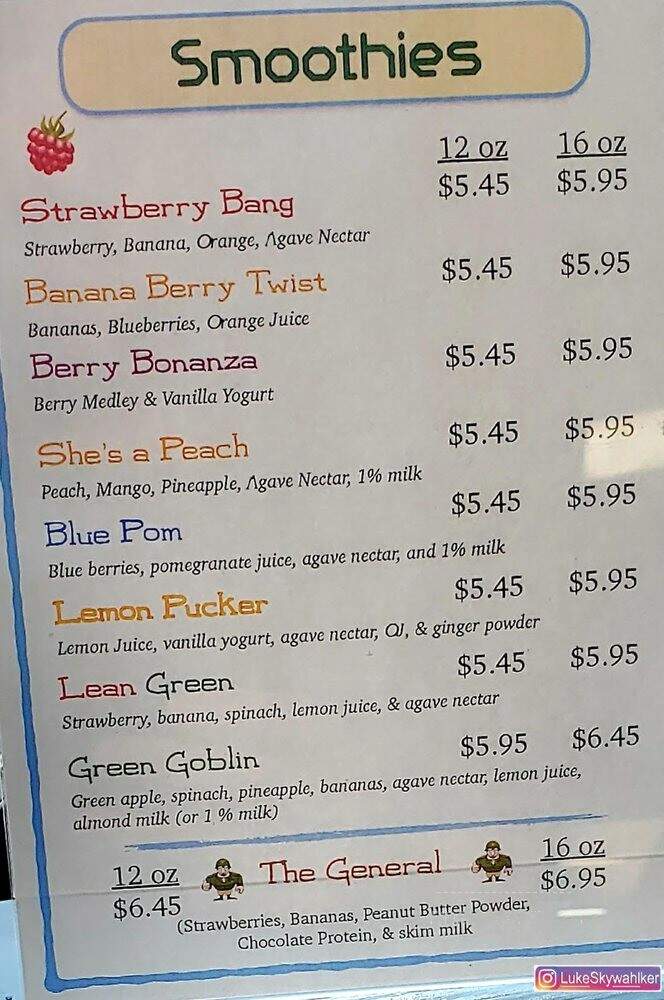 Smoothies
12 oz 16 oz
$5.45 $5.95
Strawberry Bang
Strawberry, Banana, Orange, Agave Nectar
Banana Berry Twist $5.45 $5.95
Bananas, Blueberries, Orange Juice
Berry Bonanza $5.45 $5.95
Berry Medley & Vanilla Yogurt
She's a Peach $5.45 $5.95
Peach, Mango, Pineapple, Agave Nectar, 1% milk
Blue Pom $5.45 $5.95
Blue berries, pomegranate juice, agave nectar, and 1% milk
Lemon Pucker $5.45 $5.95
Lemon Juice, vanilla yogurt, agave nectar, OJ, & ginger powder
Lean Green $5.45 $5.95
Strawberry, banana, spinach, lemon juice, & agave nectar
Green Goblin $5.95 $6.45
Green apple, spinach, pineapple, bananas, agave nectar, lemon juice,
almond milk (or 1 % milk)
12 oz The General 16 oz
$6.45 $6.95
(Strawberries, Bananas, Peanut Butter Powder,
Chocolate Protein, & skim milk
LukeSkywahlker